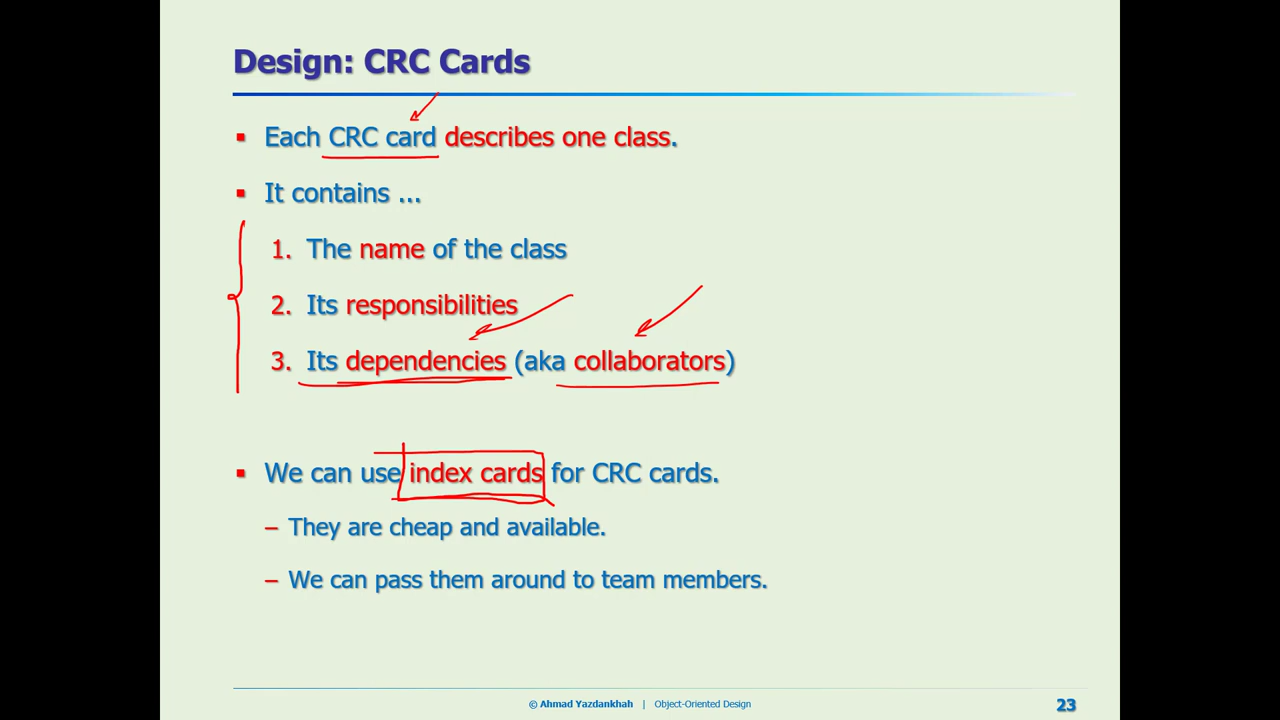 Design: CRC Cards
▪ Each CRC card describes one class.
▪ It contains ...
1. The name of the class
2. Its responsibilities
3. Its dependencies (aka collaborators)
▪ We can use index cards for CRC cards.
– They are cheap and available.
– We can pass them around to team members.
© Ahmad Yazdankhah | Object-Oriented Design
23